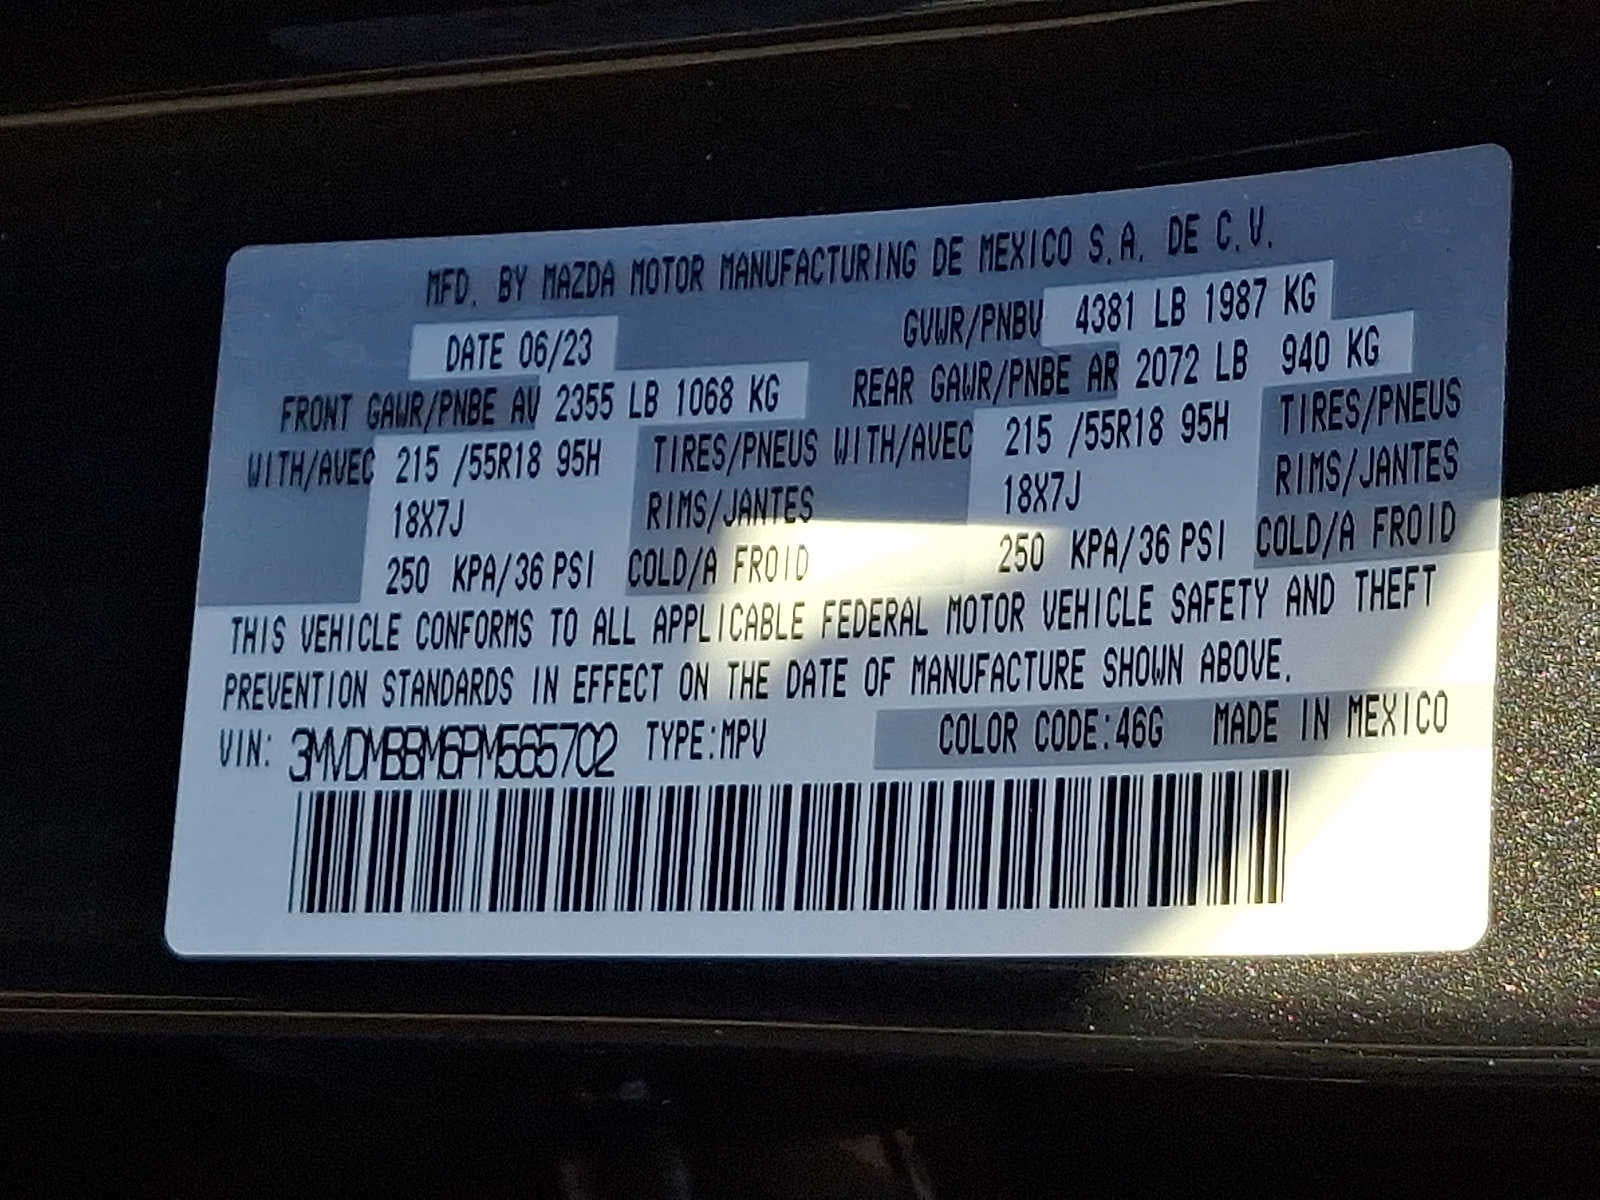 MFD. BY MAZDA MOTOR MANUFACTURING DE MEXICO S.A. DE C.V.
DATE 06/23 GVWR/PNBV 4381 LB 1987 KG
FRONT GAWR/PNBE AV 2355 LB 1068 KG REAR GAWR/PNBE AR 2072 LB 940 KG
WITH/AVEC 215 /55R18 95H TIRES/PNEUS WITH/AVEC 215 /55R18 95H TIRES/PNEUS
18X7J RIMS/JANTES 18X7J RIMS/JANTES
250 KPA/36 PSI COLD/A FROID 250 KPA/36 PSI COLD/A FROID
THIS VEHICLE CONFORMS TO ALL APPLICABLE FEDERAL MOTOR VEHICLE SAFETY AND THEFT
PREVENTION STANDARDS IN EFFECT ON THE DATE OF MANUFACTURE SHOWN ABOVE.
VIN: 3MVDMBBM6PM565702 TYPE:MPV COLOR CODE:46G MADE IN MEXICO